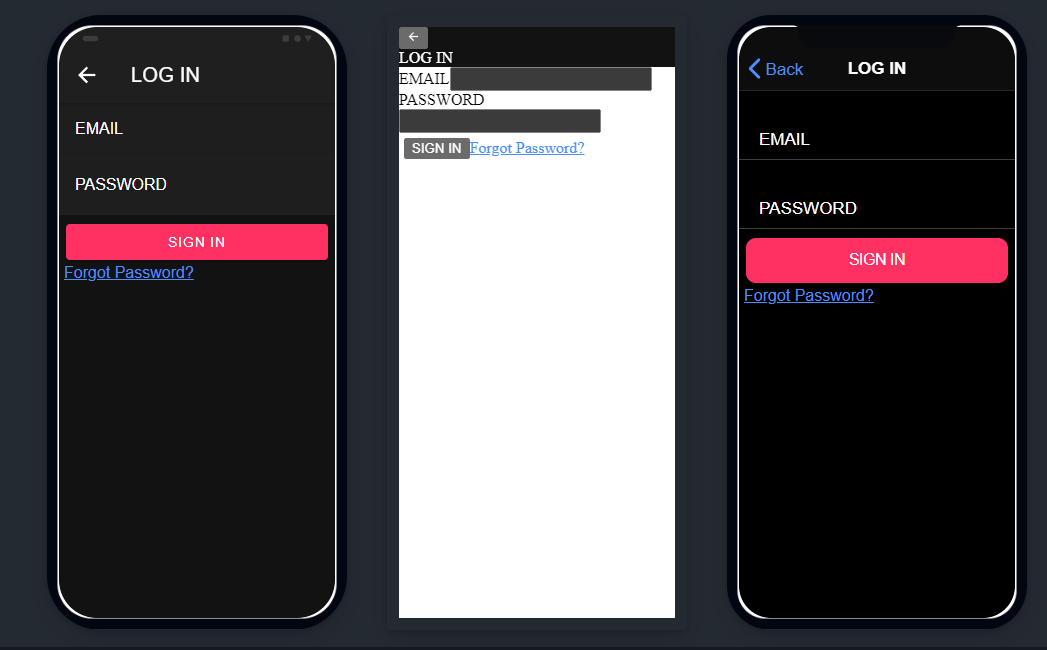 LOG IN
EMAIL
PASSWORD
SIGN IN
Forgot Password?
LOG IN
EMAIL
PASSWORD
SIGN IN Forgot Password?
Back LOG IN
EMAIL
PASSWORD
SIGN IN
Forgot Password?